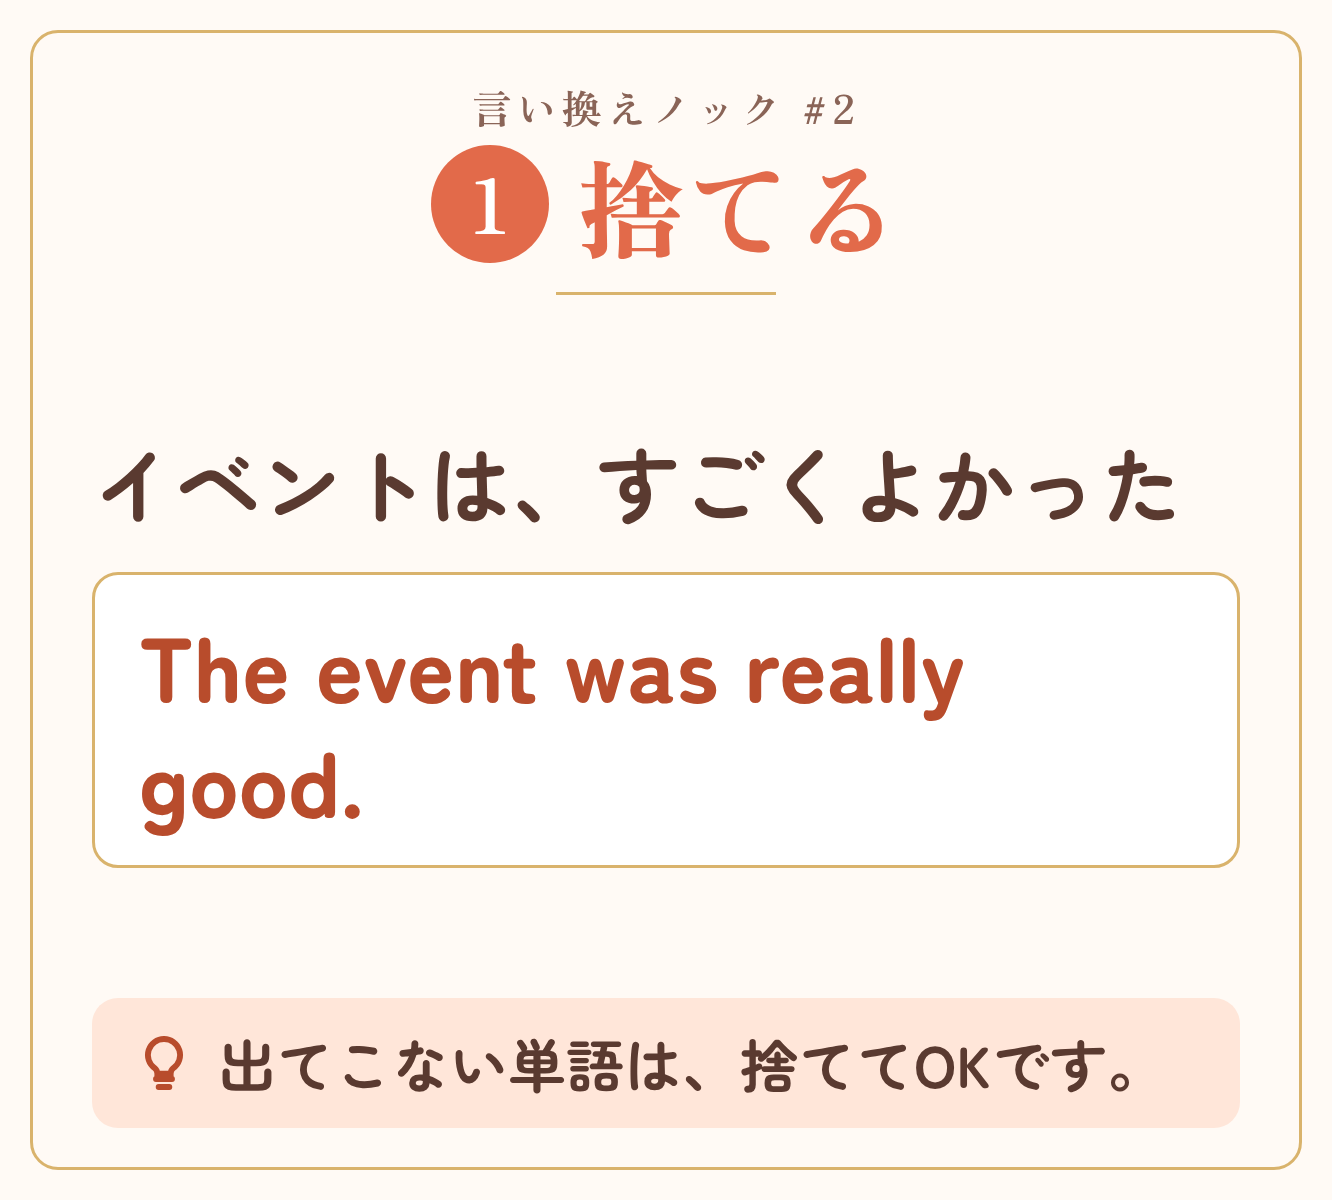 言い換えノック #2
1 捨てる
イベントは、すごくよかった
The event was really
good.
出てこない単語は、捨ててOKです。